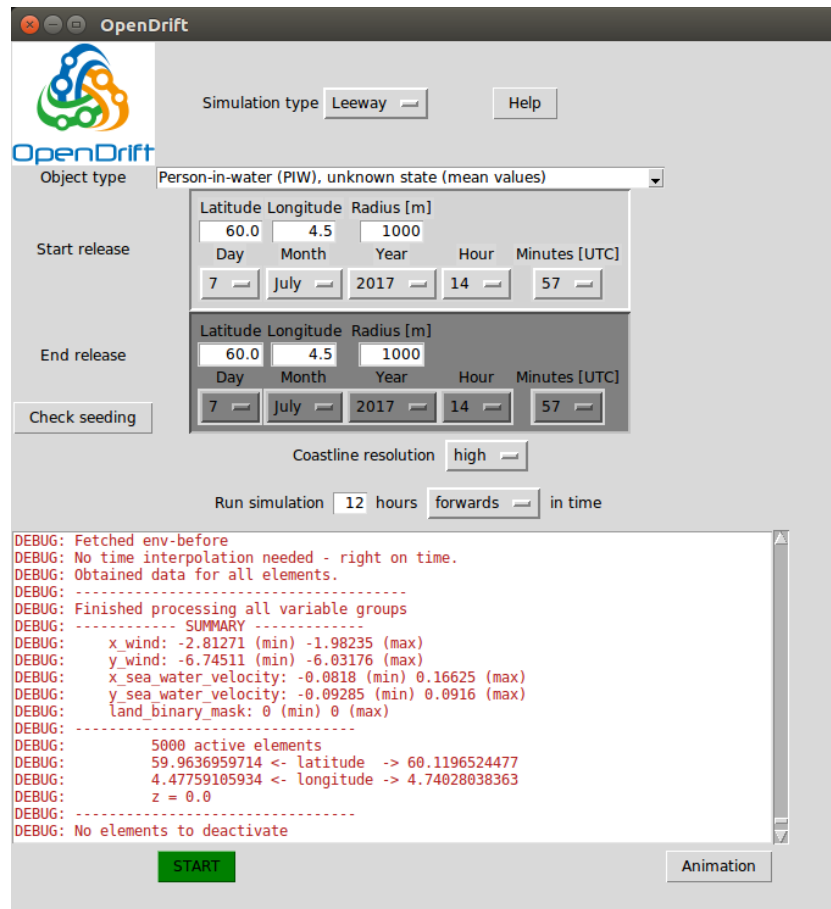 OpenDrift
Simulation type Leeway Help
OpenDrift
Object type Person-in-water (PIW), unknown state (mean values)
Latitude Longitude Radius [m]
60.0 4.5 1000
Start release
Day Month Year Hour Minutes [UTC]
7 July 2017 14 57
Latitude Longitude Radius [m]
End release 60.0 4.5 1000
Day Month Year Hour Minutes [UTC]
7 July 2017 14 57
Check seeding
Coastline resolution high
Run simulation 12 hours forwards in time
DEBUG: Fetched env-before
DEBUG: No time interpolation needed - right on time.
DEBUG: Obtained data for all elements.
DEBUG: ---------------------------------------
DEBUG: Finished processing all variable groups
DEBUG: ------------ SUMMARY -------------
DEBUG:     x_wind: -2.81271 (min) -1.98235 (max)
DEBUG:     y_wind: -6.74511 (min) -6.03176 (max)
DEBUG:     x_sea_water_velocity: -0.0818 (min) 0.16625 (max)
DEBUG:     y_sea_water_velocity: -0.09285 (min) 0.0916 (max)
DEBUG:     land_binary_mask: 0 (min) 0 (max)
DEBUG: ---------------------------------
DEBUG:          5000 active elements
DEBUG:          59.9636959714 <- latitude  -> 60.1196524477
DEBUG:          4.47759105934 <- longitude -> 4.74028038363
DEBUG:          z = 0.0
DEBUG: ---------------------------------
DEBUG: No elements to deactivate
START Animation